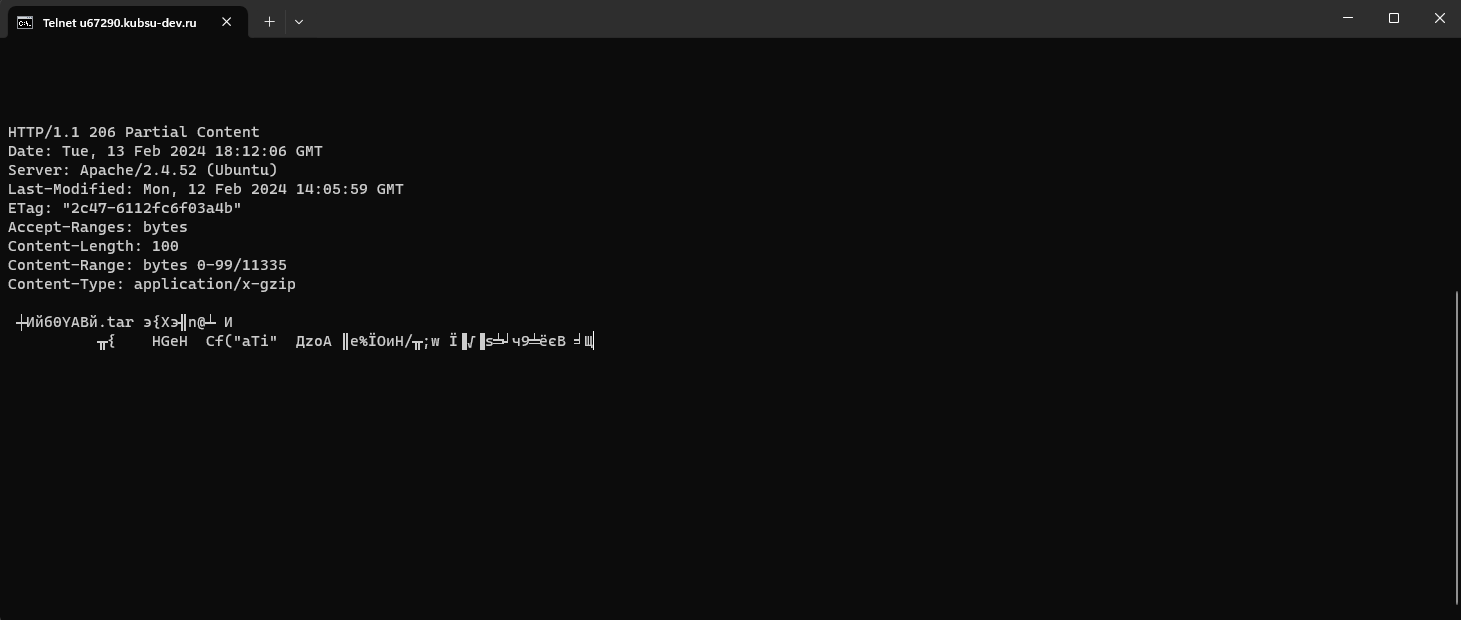 Telnet u67290.kubsu-dev.ru
HTTP/1.1 206 Partial Content
Date: Tue, 13 Feb 2024 18:12:06 GMT
Server: Apache/2.4.52 (Ubuntu)
Last-Modified: Mon, 12 Feb 2024 14:05:59 GMT
ETag: "2c47-6112fc6f03a4b"
Accept-Ranges: bytes
Content-Length: 100
Content-Range: bytes 0-99/11335
Content-Type: application/x-gzip
┼Ийб0YАВй.tar э{Xэ╢n@┴ И
╥{ HGeH Cf("aTi" ДzoA ║e%ЇОиH/╥;w Ї▐√▐s╧┘ч9╧ёєB ╛Щ